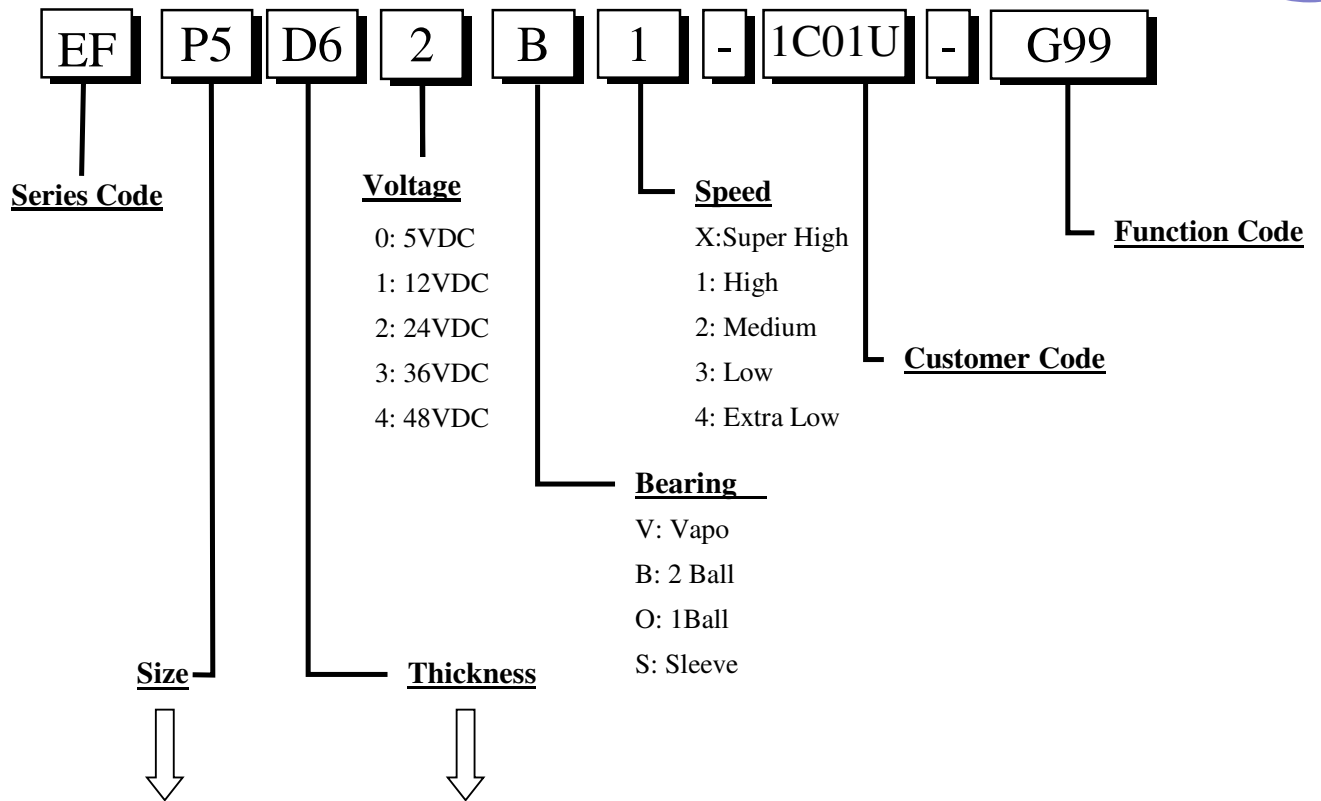 EF P5 D6 2 B 1 - 1C01U - G99
Series Code
Voltage
0: 5VDC
1: 12VDC
2: 24VDC
3: 36VDC
4: 48VDC
Speed
X:Super High
1: High
2: Medium
3: Low
4: Extra Low
Function Code
Customer Code
Bearing
V: Vapo
B: 2 Ball
O: 1Ball
S: Sleeve
Size
Thickness